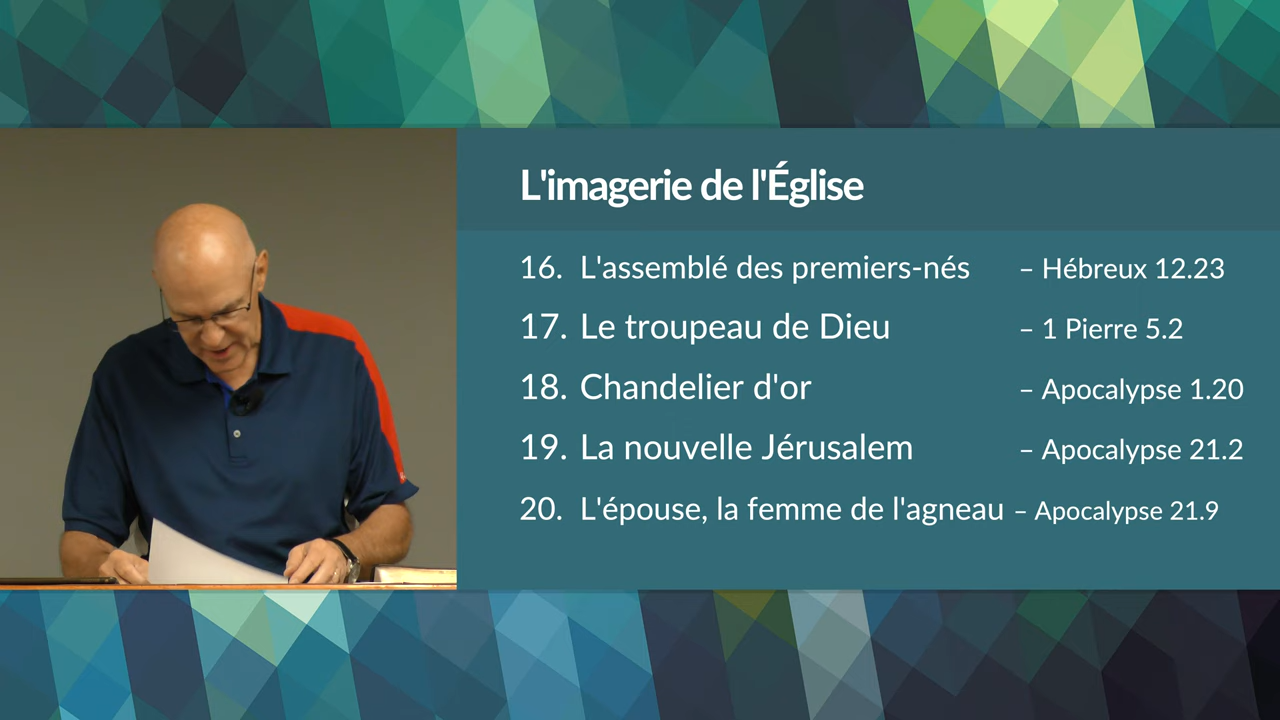 L'imagerie de l'Église
16. L'assemblé des premiers-nés – Hébreux 12.23
17. Le troupeau de Dieu – 1 Pierre 5.2
18. Chandelier d'or – Apocalypse 1.20
19. La nouvelle Jérusalem – Apocalypse 21.2
20. L'épouse, la femme de l'agneau – Apocalypse 21.9